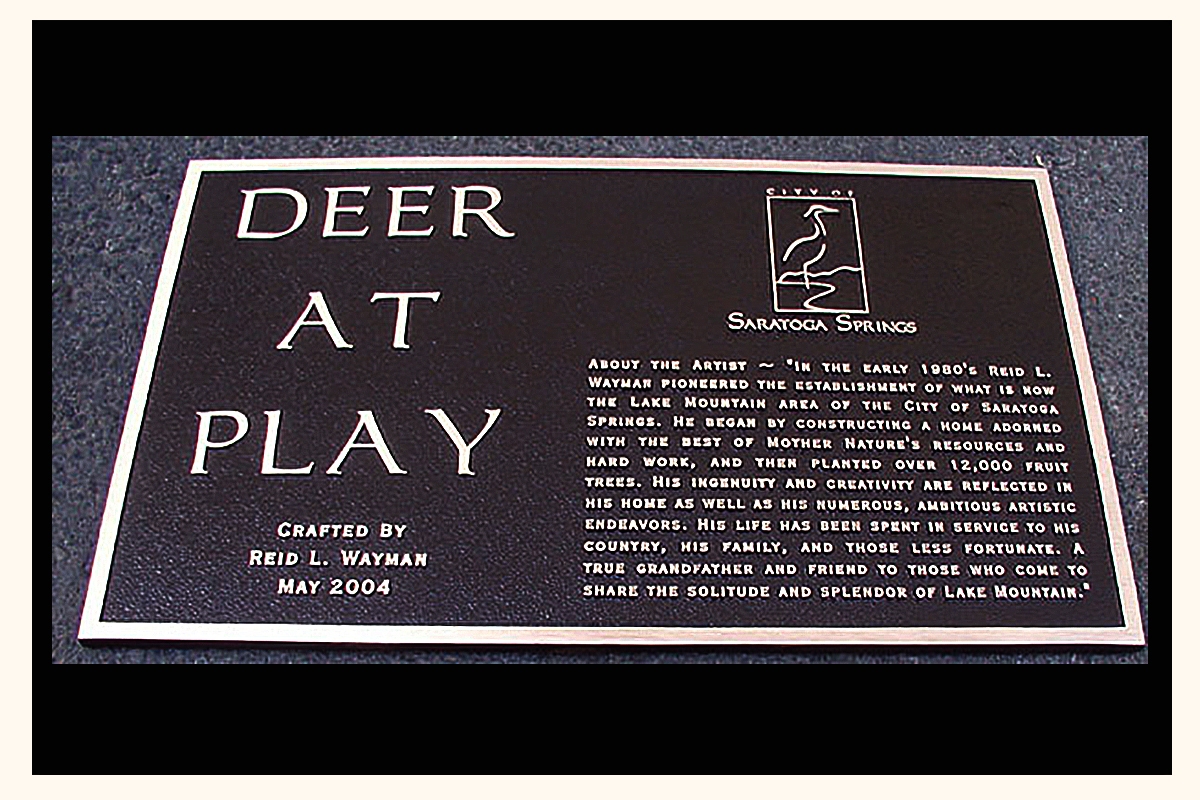 DEER
AT
PLAY
CRAFTED BY
REID L. WAYMAN
MAY 2004
CITY OF
SARATOGA SPRINGS
ABOUT THE ARTIST ~ "IN THE EARLY 1980'S REID L.
WAYMAN PIONEERED THE ESTABLISHMENT OF WHAT IS NOW
THE LAKE MOUNTAIN AREA OF THE CITY OF SARATOGA
SPRINGS. HE BEGAN BY CONSTRUCTING A HOME ADORNED
WITH THE BEST OF MOTHER NATURE'S RESOURCES AND
HARD WORK, AND THEN PLANTED OVER 12,000 FRUIT
TREES. HIS INGENUITY AND CREATIVITY ARE REFLECTED IN
HIS HOME AS WELL AS HIS NUMEROUS, AMBITIOUS ARTISTIC
ENDEAVORS. HIS LIFE HAS BEEN SPENT IN SERVICE TO HIS
COUNTRY, HIS FAMILY, AND THOSE LESS FORTUNATE. A
TRUE GRANDFATHER AND FRIEND TO THOSE WHO COME TO
SHARE THE SOLITUDE AND SPLENDOR OF LAKE MOUNTAIN."